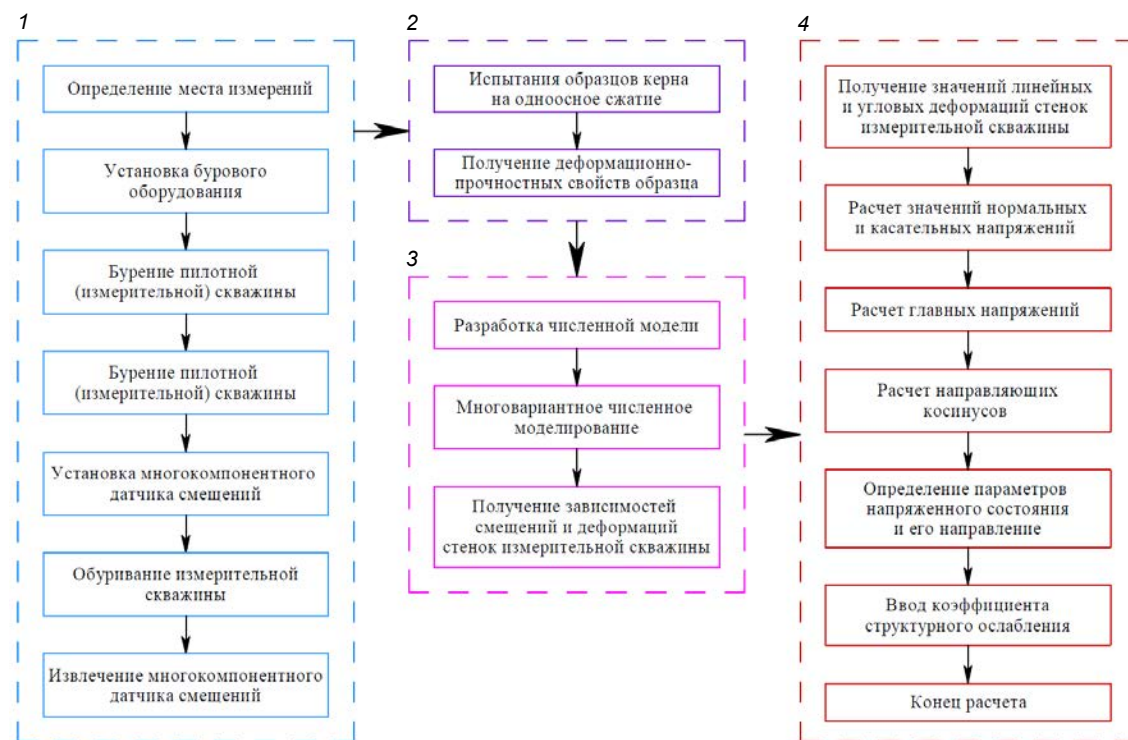 1
Определение места измерений
Установка бурового
оборудования
Бурение пилотной
(измерительной) скважины
Бурение пилотной
(измерительной) скважины
Установка многокомпонентного
датчика смещений
Обуривание измерительной
скважины
Извлечение многокомпонентного
датчика смещений
2
Испытания образцов керна
на одноосное сжатие
Получение деформационно-
прочностных свойств образца
3
Разработка численной модели
Многовариантное численное
моделирование
Получение зависимостей
смещений и деформаций
стенок измерительной скважины
4
Получение значений линейных
и угловых деформаций стенок
измерительной скважины
Расчет значений нормальных
и касательных напряжений
Расчет главных напряжений
Расчет направляющих
косинусов
Определение параметров
напряженного состояния
и его направление
Ввод коэффициента
структурного ослабления
Конец расчета